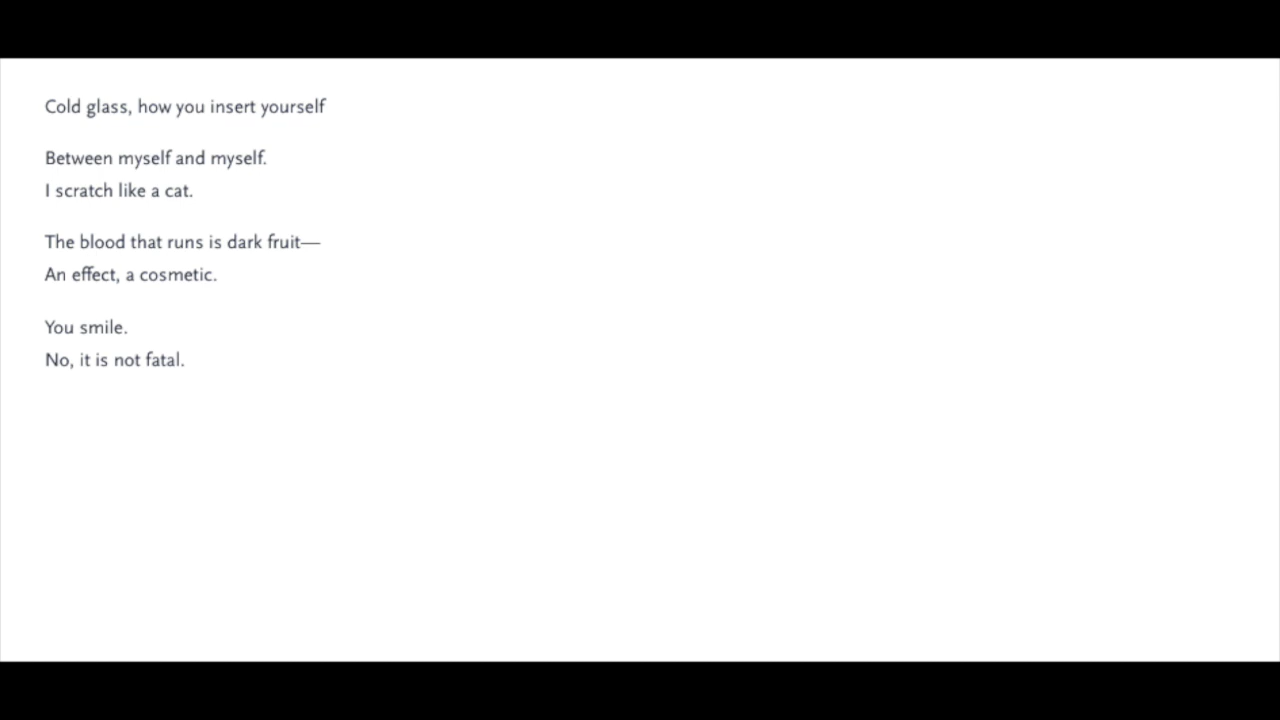 Cold glass, how you insert yourself
Between myself and myself.
I scratch like a cat.
The blood that runs is dark fruit—
An effect, a cosmetic.
You smile.
No, it is not fatal.